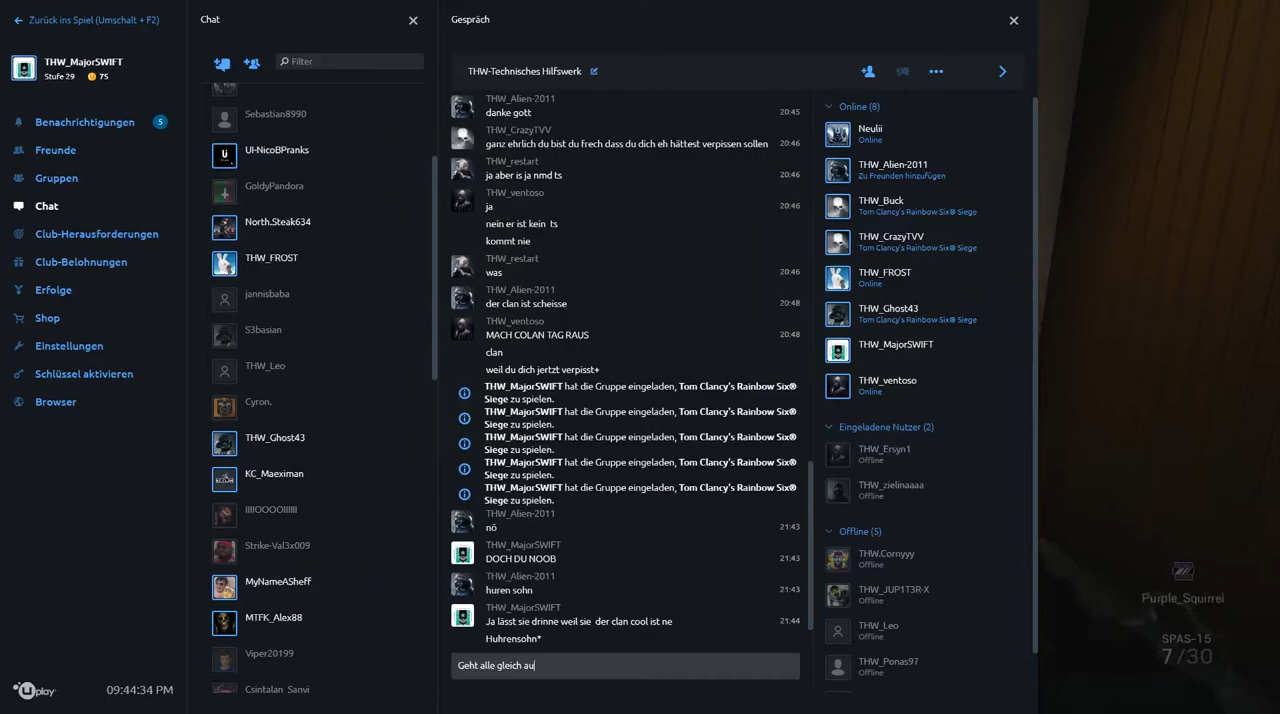 Zurück ins Spiel (Umschalt + F2)
THW_MajorSWIFT
Stufe 29 75
Benachrichtigungen 5
Freunde
Gruppen
Chat
Club-Herausforderungen
Club-Belohnungen
Erfolge
Shop
Einstellungen
Schlüssel aktivieren
Browser
uplay
09:44:34 PM
Chat
Filter
Sebastian8990
UI-NicoBPranks
GoldyPandora
North.Steak634
THW_FROST
jannisbaba
S3basian
THW_Leo
Cyron.
THW_Ghost43
KC_Maeximan
Strike-Val3x009
MyNameASheff
MTFK_Alex88
Viper20199
Csintalan_Sanyi
Gespräch
THW-Technisches Hilfswerk
THW_Alien-2011
danke gott 20:45
THW_CrazyTVV
ganz ehrlich du bist du frech dass du dich eh hättest verpissen sollen 20:46
THW_restart
ja aber is ja nmd ts 20:46
THW_ventoso
ja 20:46
nein er ist kein ts
kommt nie
THW_restart
was 20:46
THW_Alien-2011
der clan ist scheisse 20:48
THW_ventoso
MACH COLAN TAG RAUS 20:48
clan
weil du dich jertzt verpisst+
THW_MajorSWIFT hat die Gruppe eingeladen, Tom Clancy's Rainbow Six®
Siege zu spielen.
THW_MajorSWIFT hat die Gruppe eingeladen, Tom Clancy's Rainbow Six®
Siege zu spielen.
THW_MajorSWIFT hat die Gruppe eingeladen, Tom Clancy's Rainbow Six®
Siege zu spielen.
THW_MajorSWIFT hat die Gruppe eingeladen, Tom Clancy's Rainbow Six®
Siege zu spielen.
THW_MajorSWIFT hat die Gruppe eingeladen, Tom Clancy's Rainbow Six®
Siege zu spielen.
THW_Alien-2011
nö 21:43
THW_MajorSWIFT
DOCH DU NOOB 21:43
THW_Alien-2011
huren sohn 21:43
THW_MajorSWIFT
Ja lässt sie drinne weil sie der clan cool ist ne 21:44
Huhrensohn*
Geht alle gleich au
Online (8)
Neulii
Online
THW_Alien-2011
Zu Freunden hinzufügen
THW_Buck
Tom Clancy's Rainbow Six® Siege
THW_CrazyTVV
Tom Clancy's Rainbow Six® Siege
THW_FROST
Online
THW_Ghost43
Tom Clancy's Rainbow Six® Siege
THW_MajorSWIFT
THW_ventoso
Online
Eingeladene Nutzer (2)
THW_Ersyn1
Offline
THW_zielinaaaa
Offline
Offline (5)
THW.Cornyyy
Offline
THW_JUP1T3R-X
Offline
THW_Leo
Offline
THW_Ponas97
Offline
Purple_Squirrel
SPAS-15
7/30